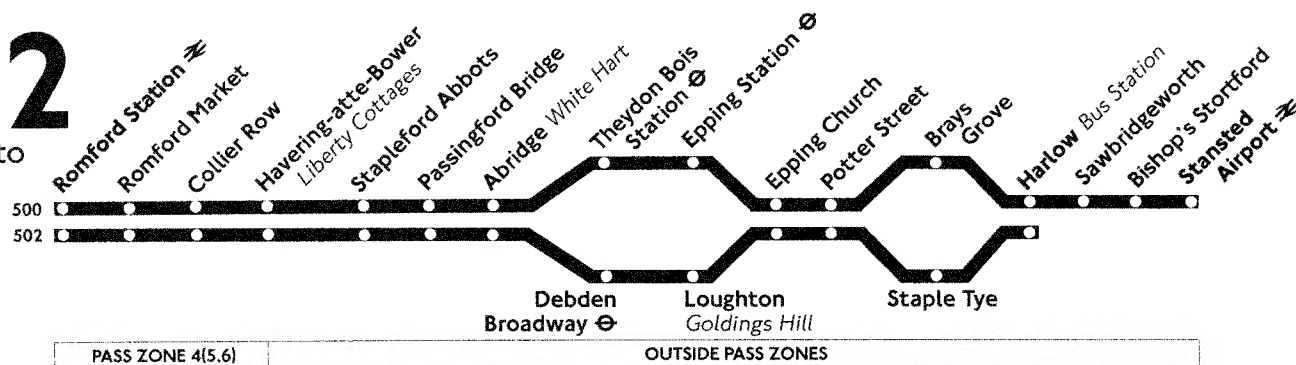 2
to
Romford Station
Romford Market
Collier Row
Havering-atte-Bower
Liberty Cottages
Stapleford Abbots
Passingford Bridge
Abridge White Hart
Theydon Bois
Station
Epping Station
Epping Church
Potter Street
Brays
Grove
Harlow Bus Station
Sawbridgeworth
Bishop's Stortford
Stansted
Airport
500
502
Debden
Broadway
Loughton
Goldings Hill
Staple Tye
PASS ZONE 4(5.6)
OUTSIDE PASS ZONES